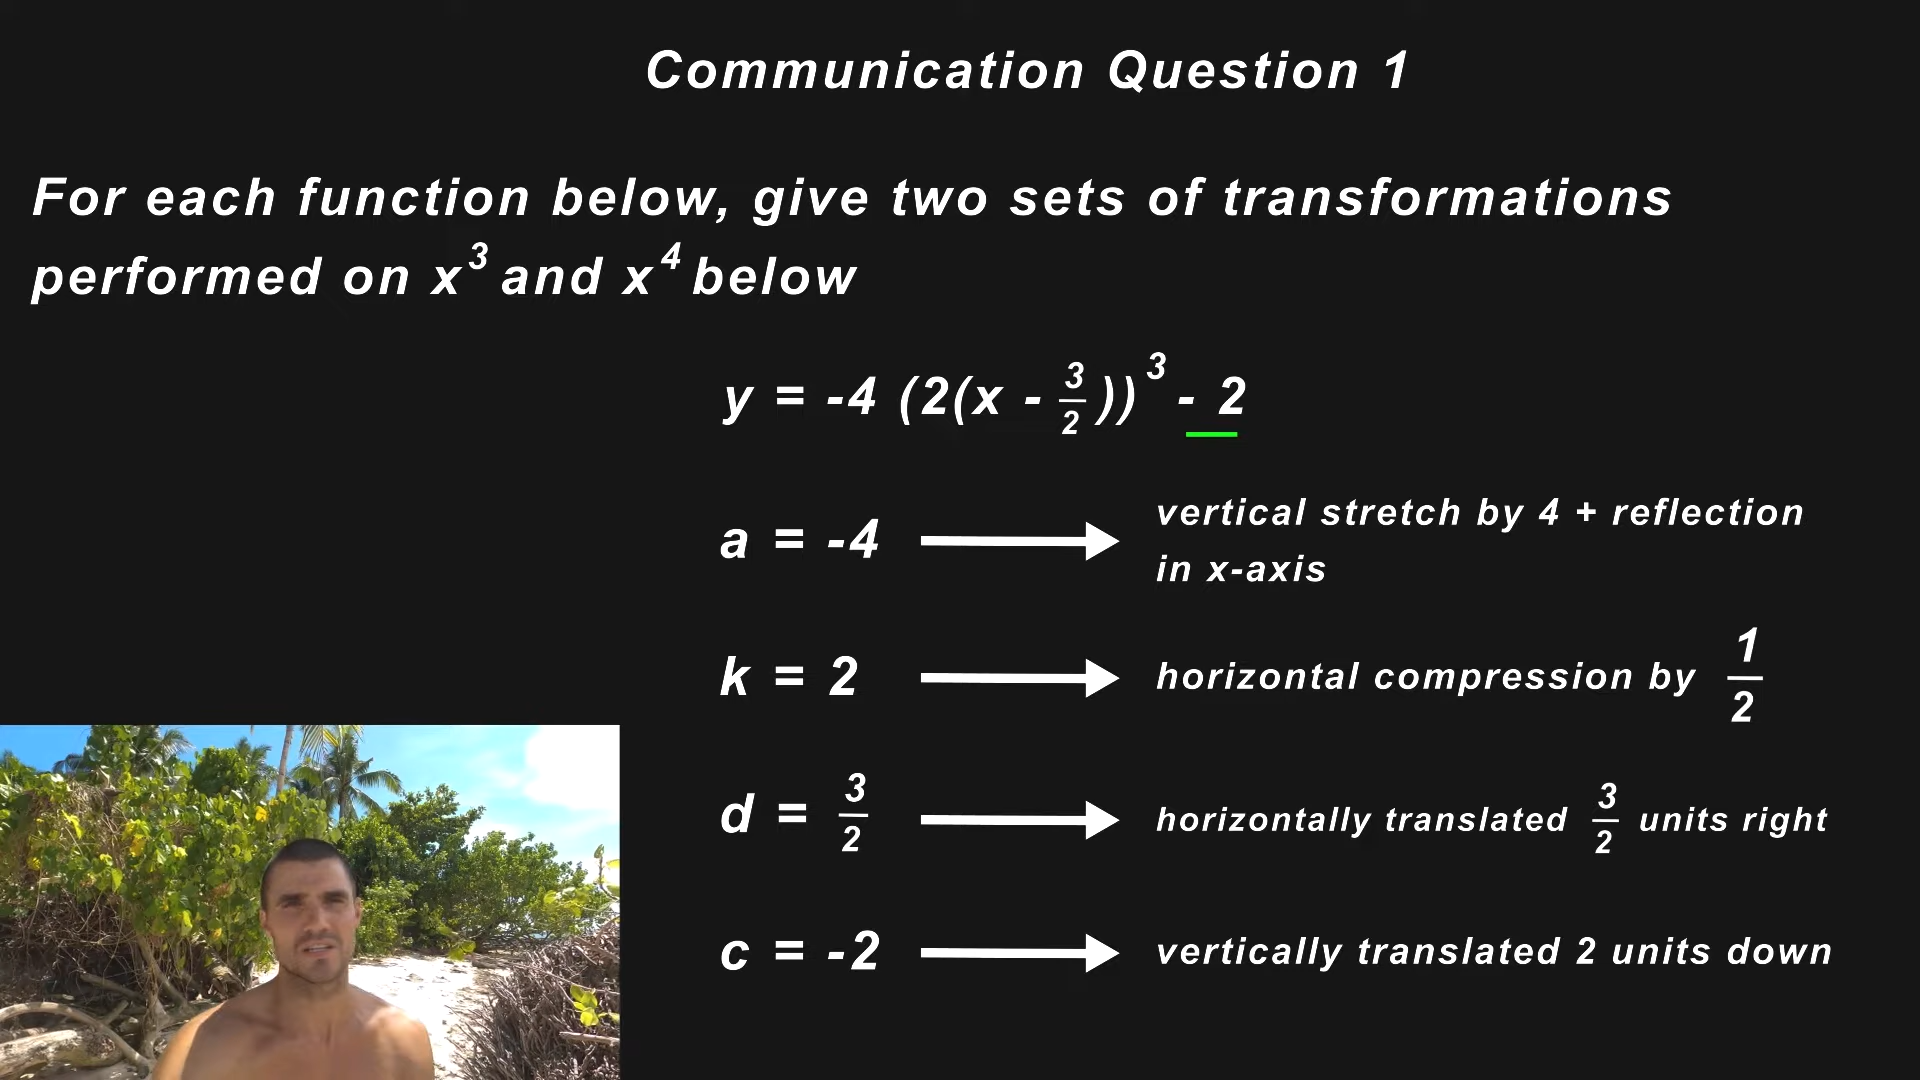 Communication Question 1
For each function below, give two sets of transformations
performed on x³ and x⁴ below
y = -4 (2(x - 3/2))³ - 2
a = -4 → vertical stretch by 4 + reflection
in x-axis
k = 2 → horizontal compression by 1/2
d = 3/2 → horizontally translated 3/2 units right
c = -2 → vertically translated 2 units down